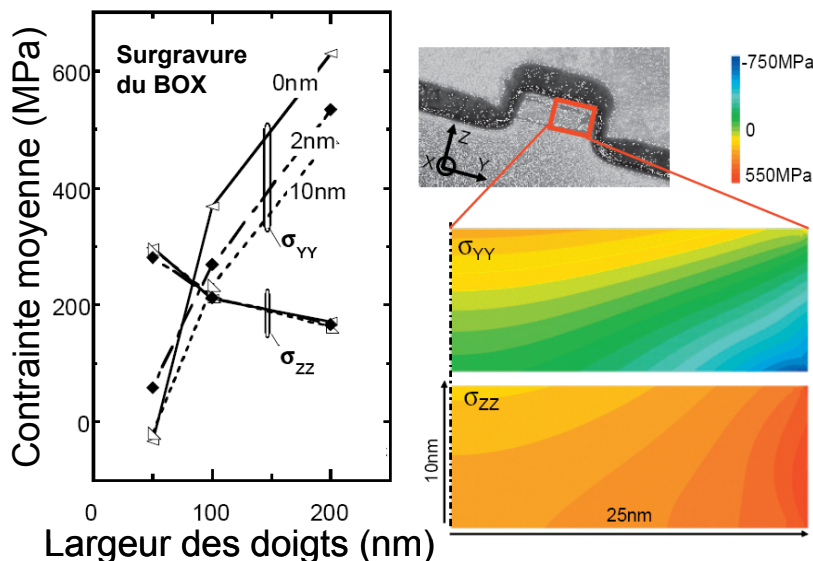 Surgravure
du BOX
0nm
2nm
10nm
σYY
σZZ
600
400
200
0
0
100
200
Contrainte moyenne (MPa)
Largeur des doigts (nm)
Z
X
Y
-750MPa
0
550MPa
σYY
σZZ
10nm
25nm